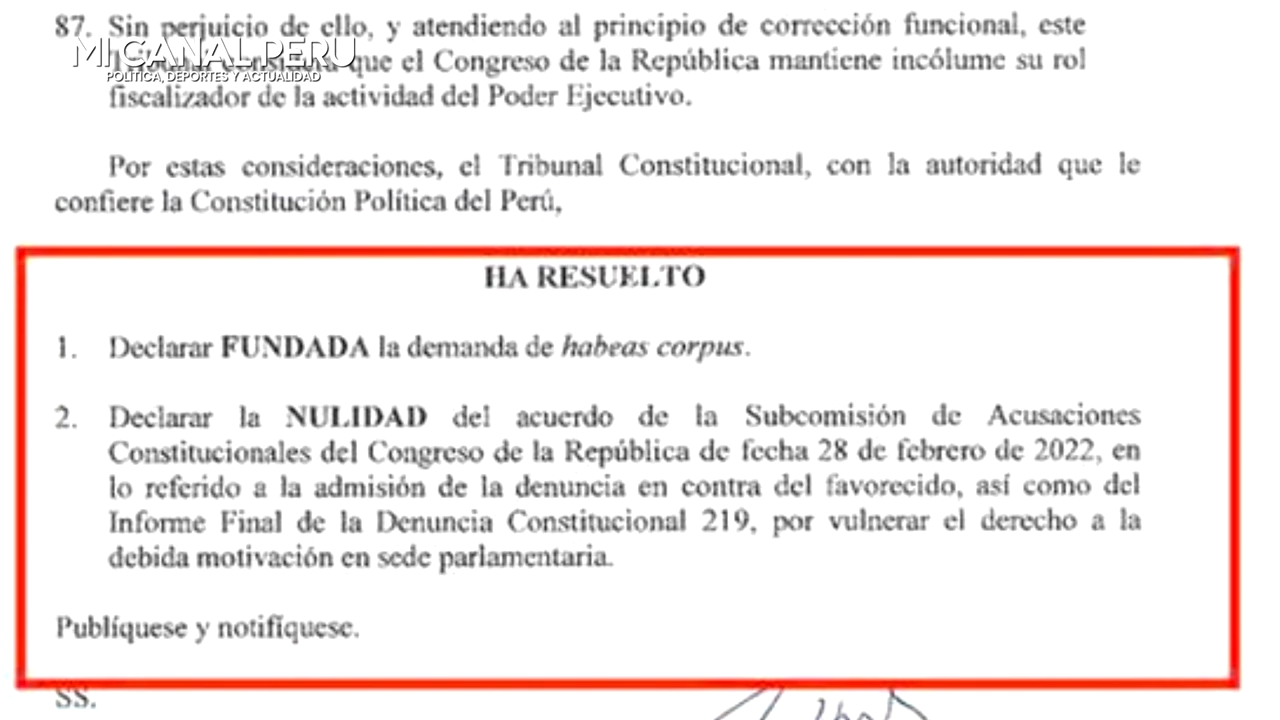 87. Sin perjuicio de ello, y atendiendo al principio de corrección funcional, este
MI CANAL PERU
Tribunal considera que el Congreso de la República mantiene incólume su rol
POLÍTICA, DEPORTES Y ACTUALIDAD
fiscalizador de la actividad del Poder Ejecutivo.
Por estas consideraciones, el Tribunal Constitucional, con la autoridad que le
confiere la Constitución Política del Perú,
HA RESUELTO
1. Declarar FUNDADA la demanda de habeas corpus.
2. Declarar la NULIDAD del acuerdo de la Subcomisión de Acusaciones
Constitucionales del Congreso de la República de fecha 28 de febrero de 2022, en
lo referido a la admisión de la denuncia en contra del favorecido, así como del
Informe Final de la Denuncia Constitucional 219, por vulnerar el derecho a la
debida motivación en sede parlamentaria.
Publíquese y notifíquese.
SS.